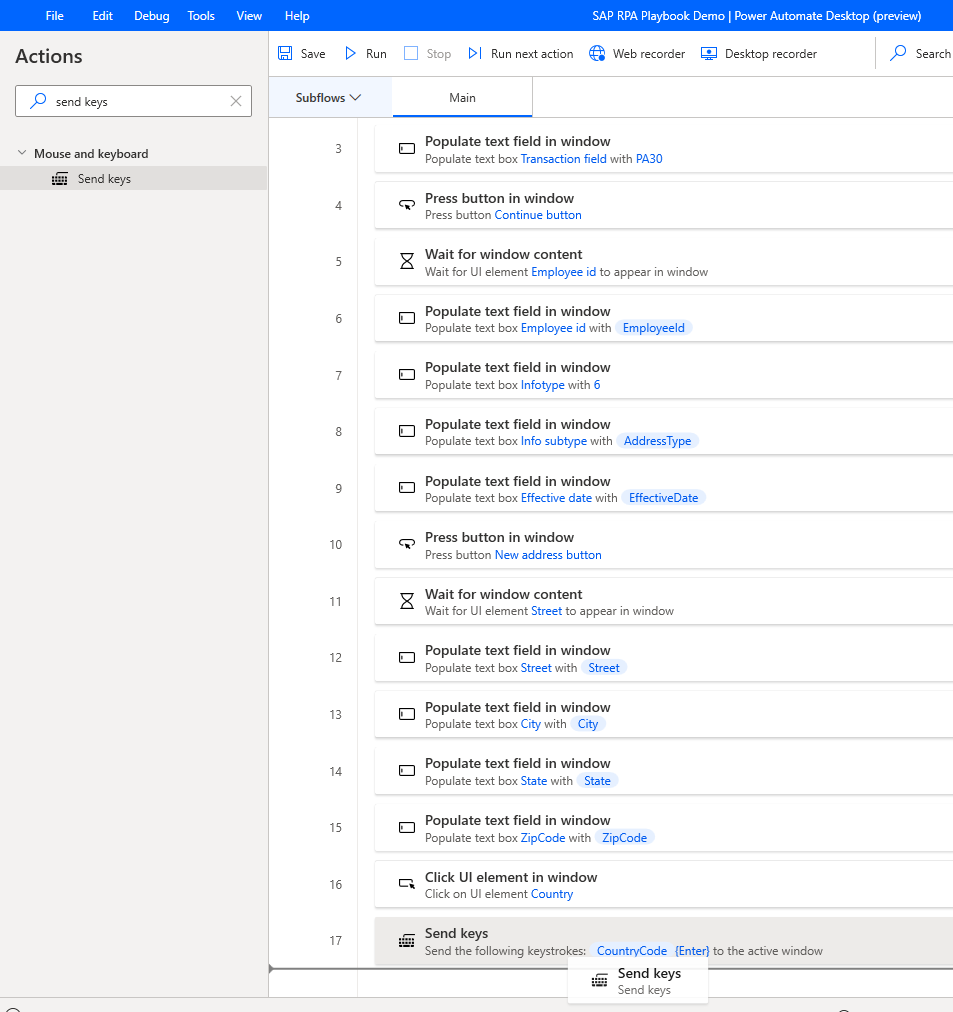 File Edit Debug Tools View Help SAP RPA Playbook Demo | Power Automate Desktop (preview)
Actions
Save Run Stop Run next action Web recorder Desktop recorder Search
send keys
Subflows Main
Mouse and keyboard
Send keys
3 Populate text field in window
Populate text box Transaction field with PA30
4 Press button in window
Press button Continue button
5 Wait for window content
Wait for UI element Employee id to appear in window
6 Populate text field in window
Populate text box Employee id with EmployeeId
7 Populate text field in window
Populate text box Infotype with 6
8 Populate text field in window
Populate text box Info subtype with AddressType
9 Populate text field in window
Populate text box Effective date with EffectiveDate
10 Press button in window
Press button New address button
11 Wait for window content
Wait for UI element Street to appear in window
12 Populate text field in window
Populate text box Street with Street
13 Populate text field in window
Populate text box City with City
14 Populate text field in window
Populate text box State with State
15 Populate text field in window
Populate text box ZipCode with ZipCode
16 Click UI element in window
Click on UI element Country
17 Send keys
Send the following keystrokes: CountryCode {Enter} to the active window
Send keys
Send keys